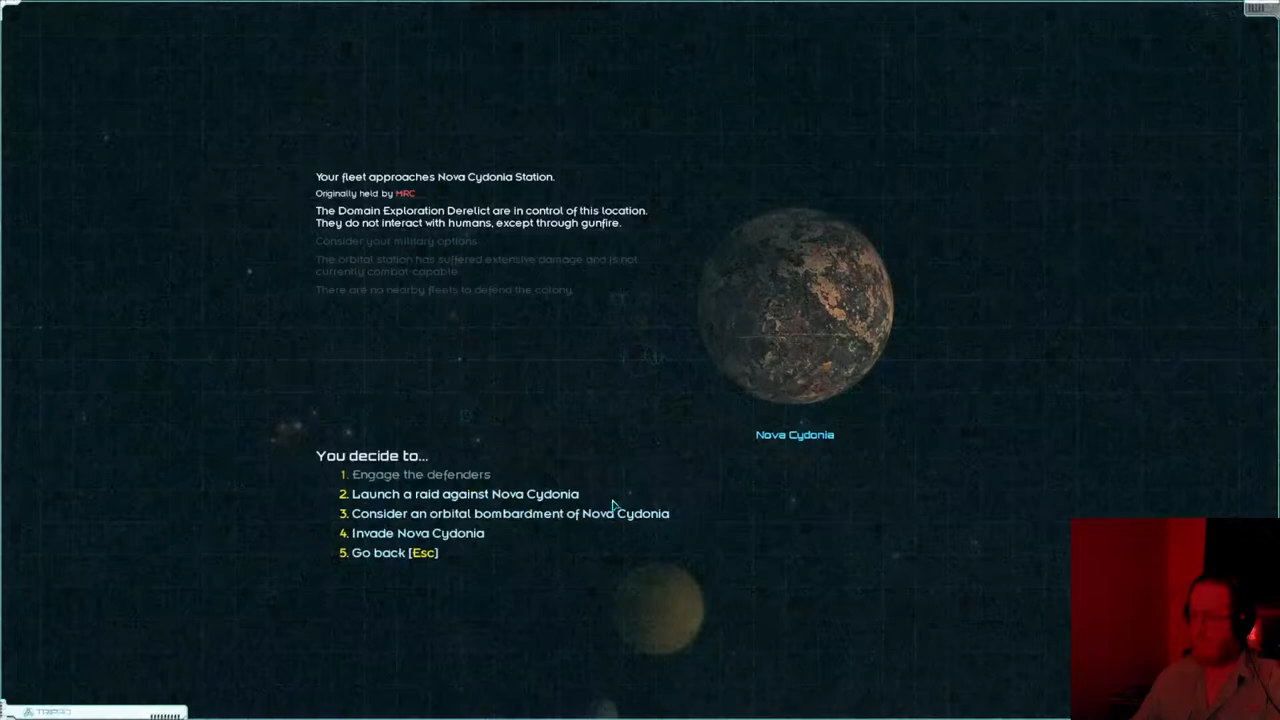 Your fleet approaches Nova Cydonia Station.
Originally held by MRC
The Domain Exploration Derelict are in control of this location.
They do not interact with humans, except through gunfire.
Consider your military options
The orbital station has suffered extensive damage and is not
currently combat-capable.
There are no nearby fleets to defend the colony.
Nova Cydonia
You decide to...
1. Engage the defenders
2. Launch a raid against Nova Cydonia
3. Consider an orbital bombardment of Nova Cydonia
4. Invade Nova Cydonia
5. Go back [Esc]
TRIPAD